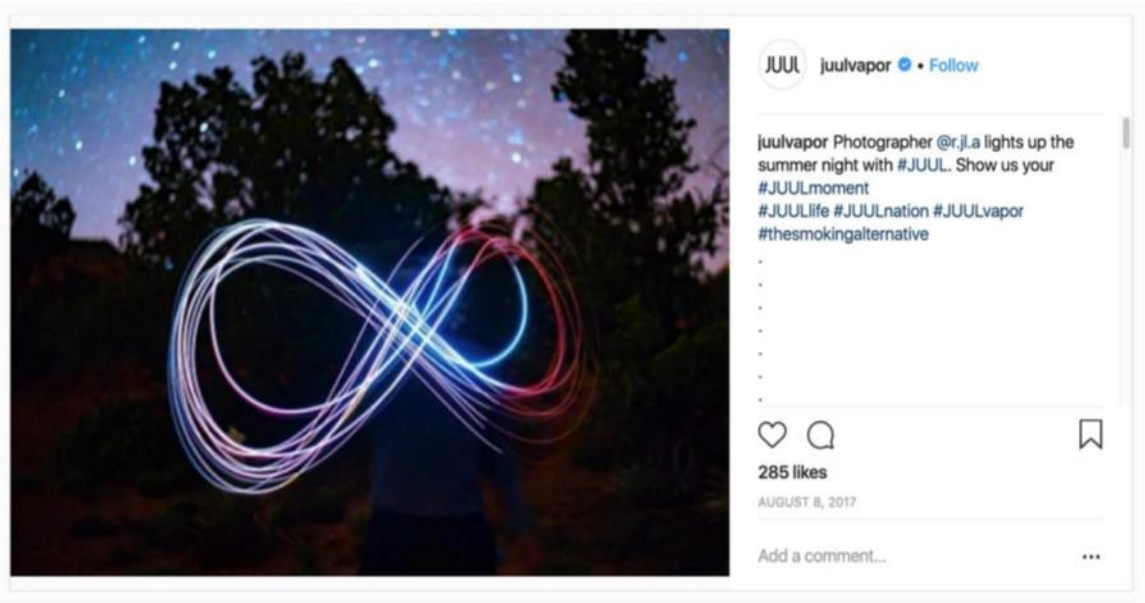 JUUL juulvapor • Follow
juulvapor Photographer @r.jl.a lights up the
summer night with #JUUL. Show us your
#JUULmoment
#JUULlife #JUULnation #JUULvapor
#thesmokingalternative
.
.
.
.
.
.
.
285 likes
AUGUST 8, 2017
Add a comment...